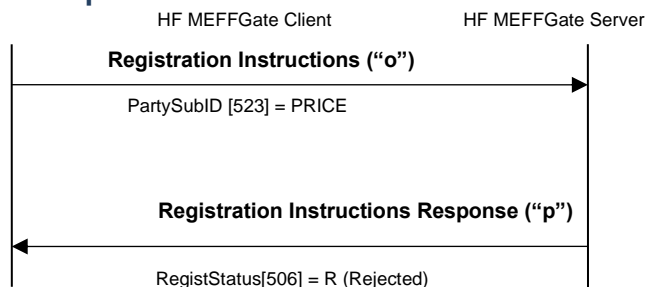 HF MEFFGate Client HF MEFFGate Server
Registration Instructions (“o”)
PartySubID [523] = PRICE
Registration Instructions Response (“p”)
RegistStatus[506] = R (Rejected)